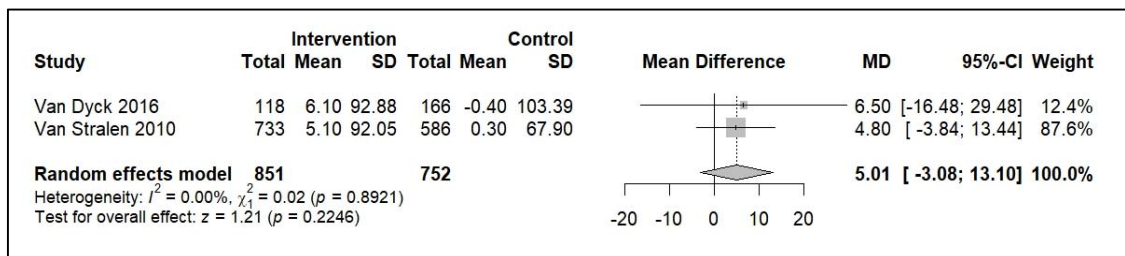 Intervention Control
Study Total Mean SD Total Mean SD Mean Difference MD 95%-CI Weight
Van Dyck 2016 118 6.10 92.88 166 -0.40 103.39 6.50 [-16.48; 29.48] 12.4%
Van Stralen 2010 733 5.10 92.05 586 0.30 67.90 4.80 [ -3.84; 13.44] 87.6%
Random effects model 851 752 5.01 [ -3.08; 13.10] 100.0%
Heterogeneity: I² = 0.00%, χ²₁ = 0.02 (p = 0.8921)
Test for overall effect: z = 1.21 (p = 0.2246)
-20 -10 0 10 20